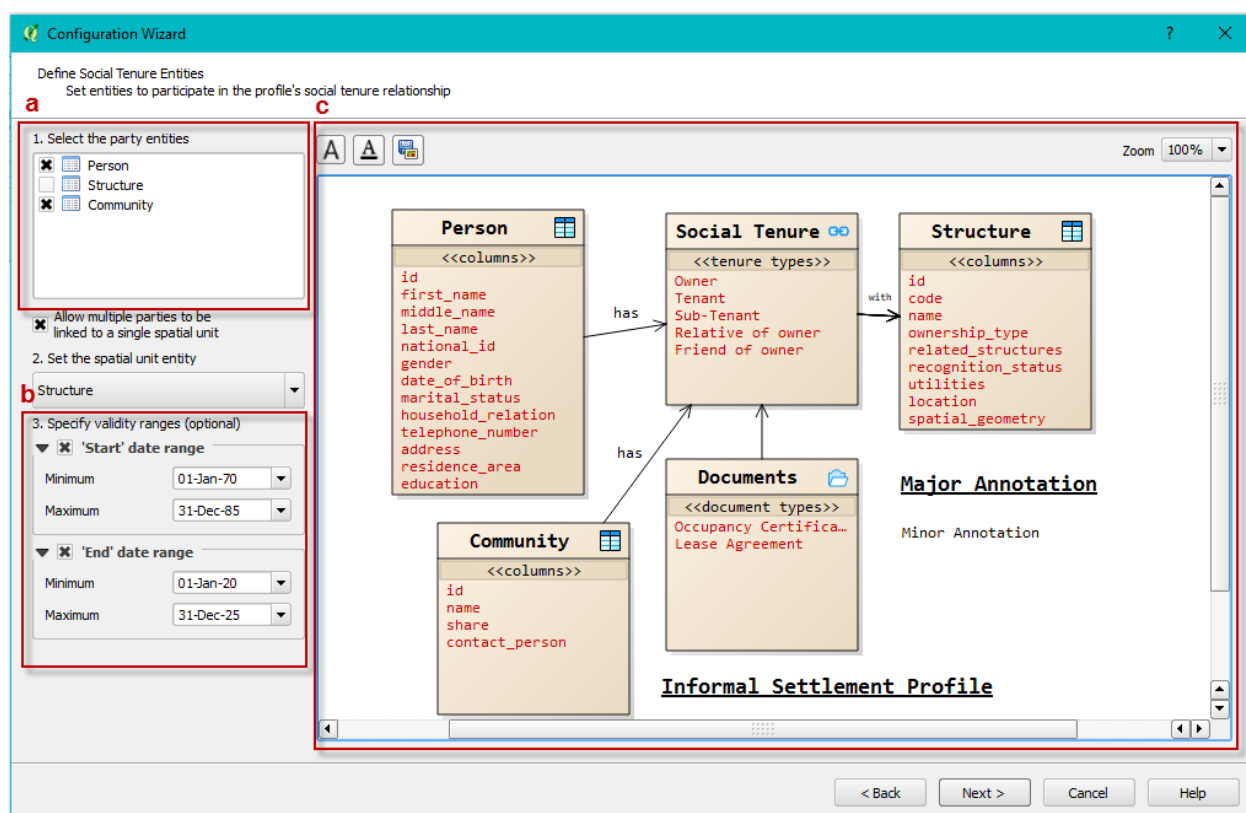 Configuration Wizard
?
Define Social Tenure Entities
Set entities to participate in the profile's social tenure relationship
a
1. Select the party entities
Person
Structure
Community
Allow multiple parties to be
linked to a single spatial unit
2. Set the spatial unit entity
Structure
b
3. Specify validity ranges (optional)
'Start' date range
Minimum 01-Jan-70
Maximum 31-Dec-85
'End' date range
Minimum 01-Jan-20
Maximum 31-Dec-25
c
A A
Zoom 100%
Person
<<columns>>
id
first_name
middle_name
last_name
national_id
gender
date_of_birth
marital_status
household_relation
telephone_number
address
residence_area
education
has
Social Tenure
<<tenure types>>
Owner
Tenant
Sub-Tenant
Relative of owner
Friend of owner
with
Structure
<<columns>>
id
code
name
ownership_type
related_structures
recognition_status
utilities
location
spatial_geometry
has
Community
<<columns>>
id
name
share
contact_person
Documents
<<document types>>
Occupancy Certifica…
Lease Agreement
Major Annotation
Minor Annotation
Informal Settlement Profile
< Back
Next >
Cancel
Help